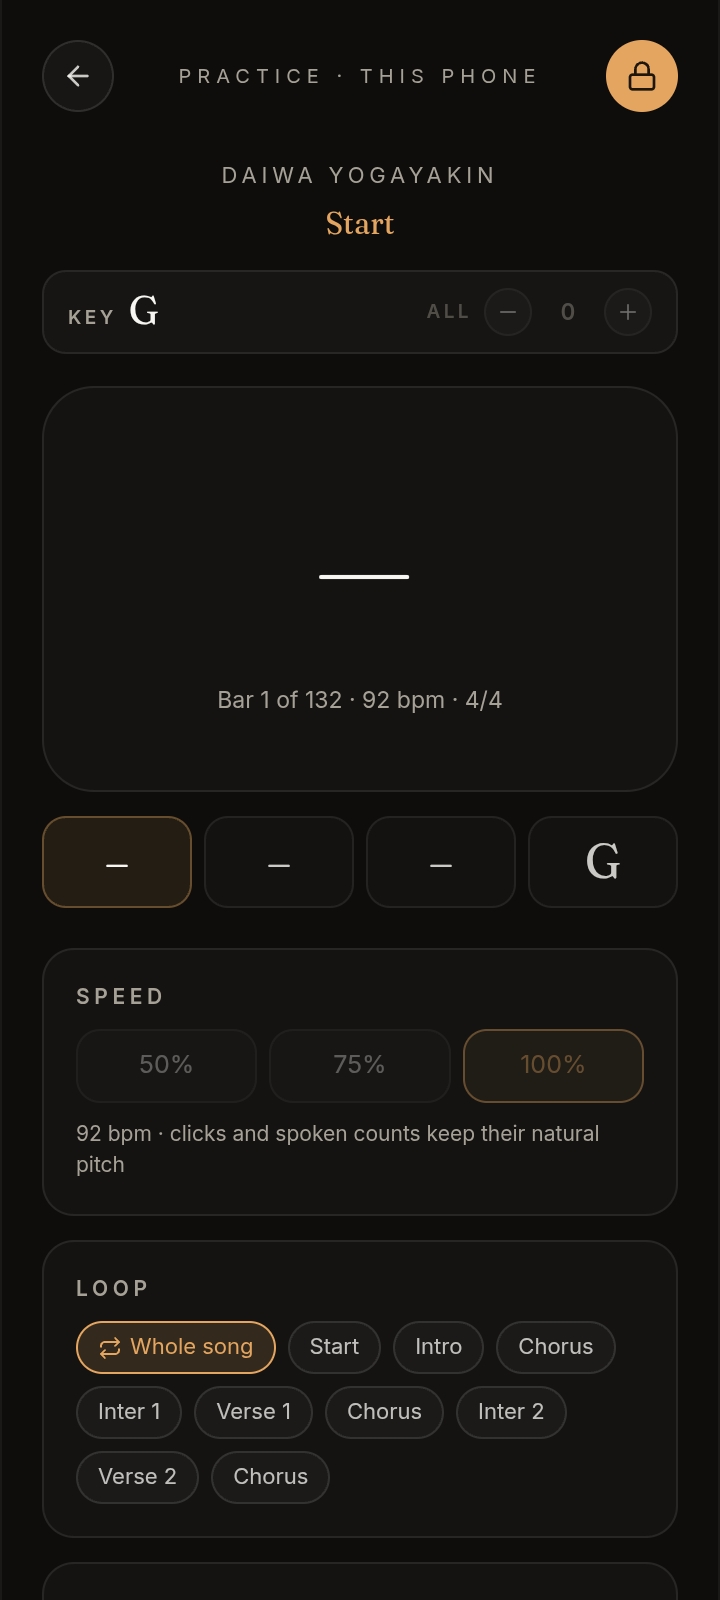 PRACTICE · THIS PHONE
DAIWA YOGAYAKIN
Start
KEY G ALL − 0 +
—
Bar 1 of 132 · 92 bpm · 4/4
– – – G
SPEED
50% 75% 100%
92 bpm · clicks and spoken counts keep their natural
pitch
LOOP
Whole song Start Intro Chorus
Inter 1 Verse 1 Chorus Inter 2
Verse 2 Chorus